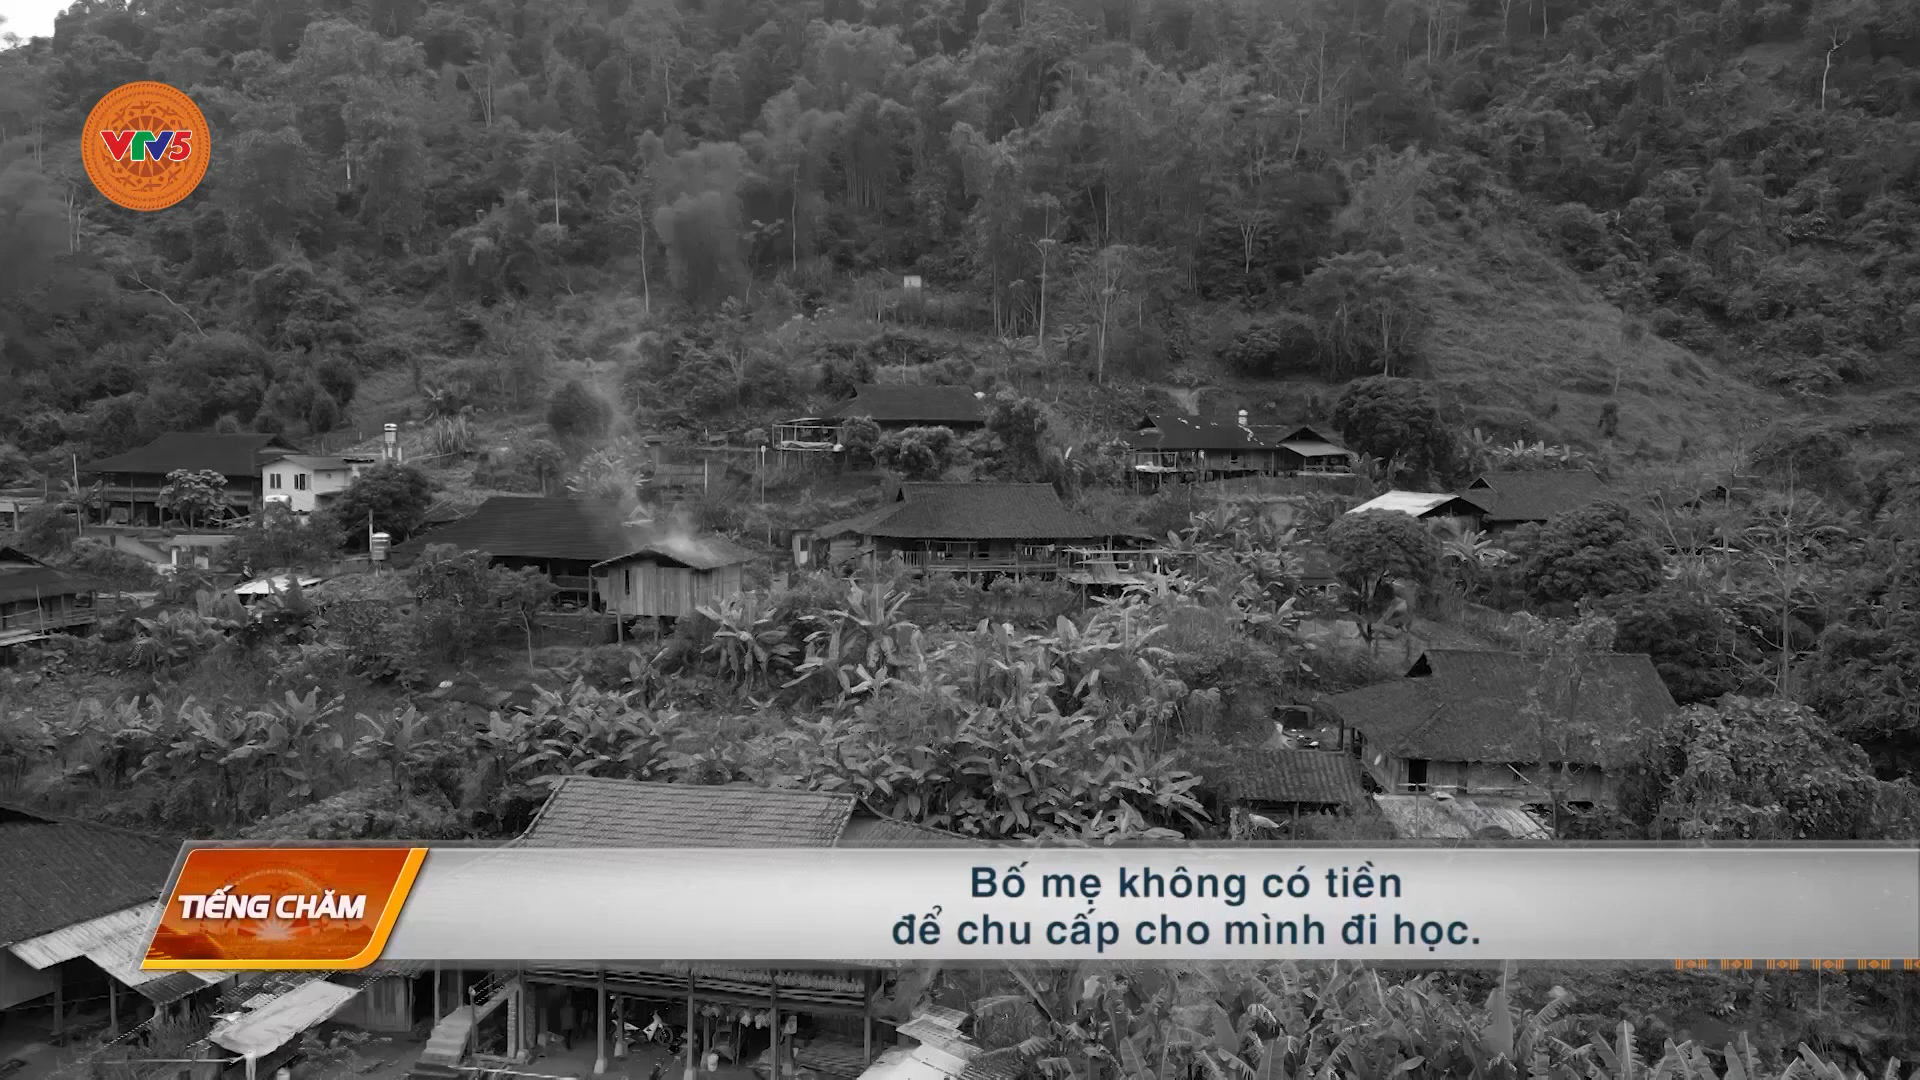 VTV5
TIẾNG CHĂM
Bố mẹ không có tiền
để chu cấp cho mình đi học.